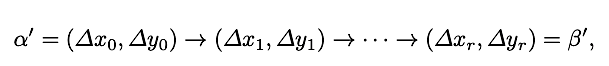 α′ = (Δx₀, Δy₀) → (Δx₁, Δy₁) → ⋯ → (Δxᵣ, Δyᵣ) = β′,